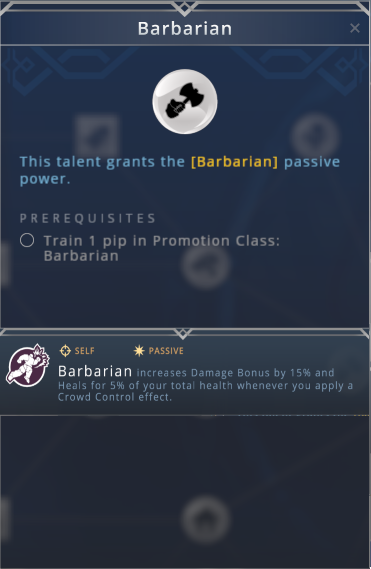 Barbarian
This talent grants the [Barbarian] passive
power.
PREREQUISITES
Train 1 pip in Promotion Class:
Barbarian
SELF PASSIVE
Barbarian increases Damage Bonus by 15% and
Heals for 5% of your total health whenever you apply a
Crowd Control effect.